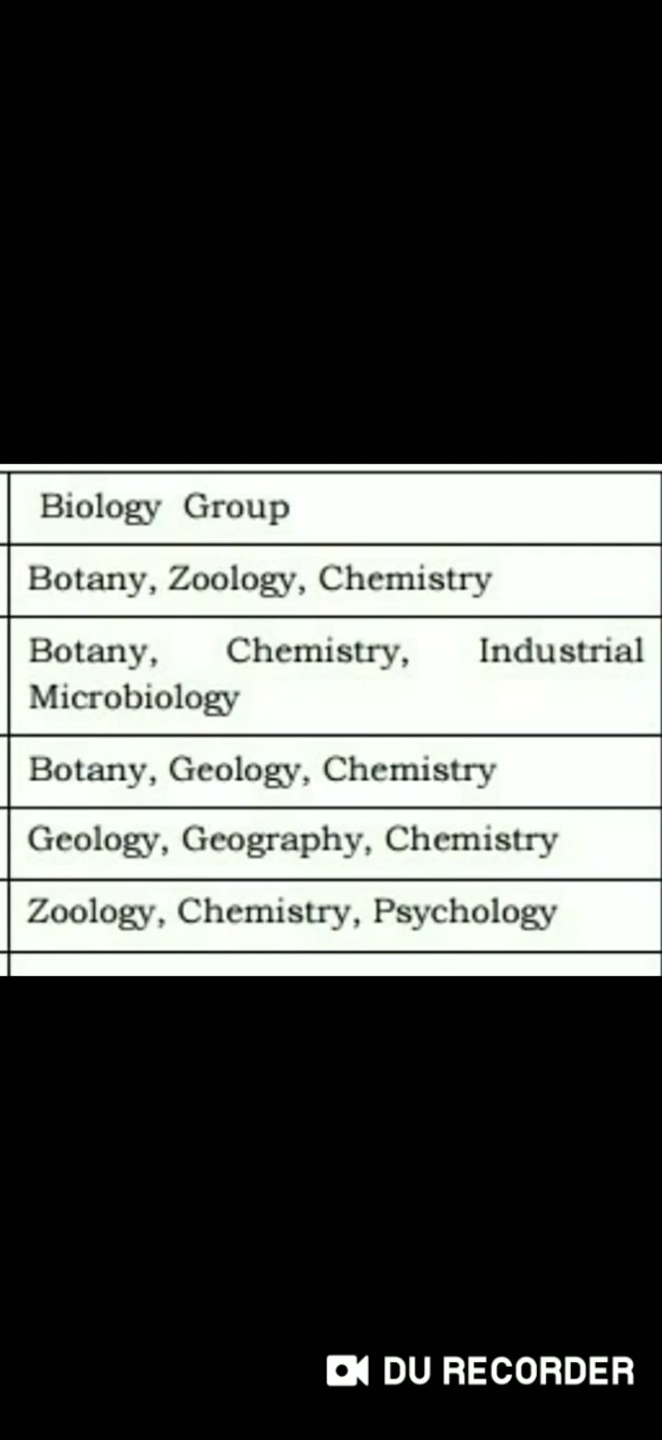 Biology Group
Botany, Zoology, Chemistry
Botany, Chemistry, Industrial
Microbiology
Botany, Geology, Chemistry
Geology, Geography, Chemistry
Zoology, Chemistry, Psychology
DU RECORDER